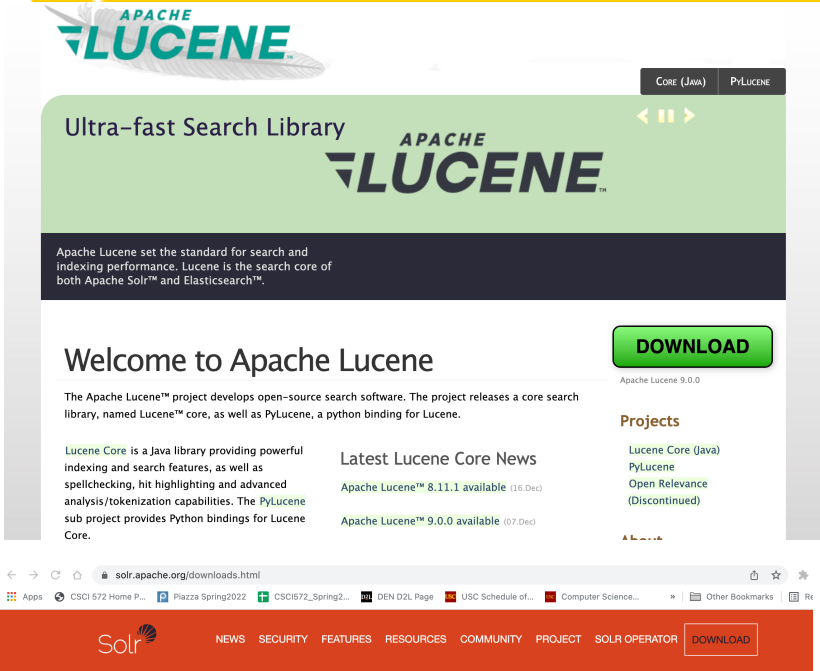 APACHE
LUCENE™
Core (Java) PyLucene
Ultra-fast Search Library
APACHE
LUCENE™
Apache Lucene set the standard for search and
indexing performance. Lucene is the search core of
both Apache Solr™ and Elasticsearch™.
DOWNLOAD
Apache Lucene 9.0.0
Welcome to Apache Lucene
The Apache Lucene™ project develops open-source search software. The project releases a core search
library, named Lucene™ core, as well as PyLucene, a python binding for Lucene.
Lucene Core is a Java library providing powerful
indexing and search features, as well as
spellchecking, hit highlighting and advanced
analysis/tokenization capabilities. The PyLucene
sub project provides Python bindings for Lucene
Core.
Latest Lucene Core News
Apache Lucene™ 8.11.1 available (16.Dec)
Apache Lucene™ 9.0.0 available (07.Dec)
Projects
Lucene Core (Java)
PyLucene
Open Relevance
(Discontinued)
About
solr.apache.org/downloads.html
Apps CSCI 572 Home P... Piazza Spring2022 CSCI572_Spring2... D2L DEN D2L Page USC USC Schedule of... USC Computer Science... » Other Bookmarks Re
Solr NEWS SECURITY FEATURES RESOURCES COMMUNITY PROJECT SOLR OPERATOR DOWNLOAD